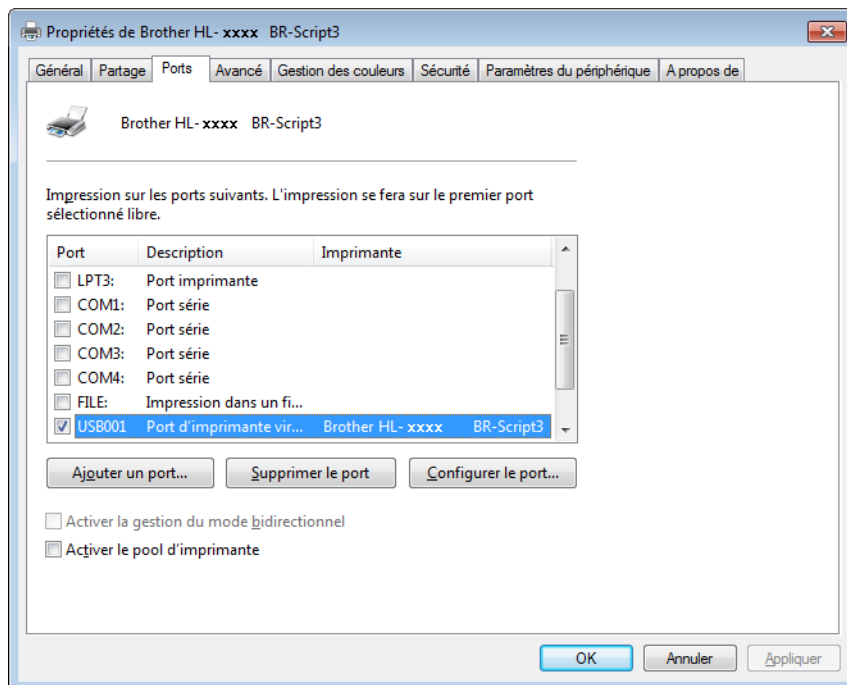 Propriétés de Brother HL- xxxx BR-Script3
Général Partage Ports Avancé Gestion des couleurs Sécurité Paramètres du périphérique A propos de
Brother HL- xxxx BR-Script3
Impression sur les ports suivants. L'impression se fera sur le premier port
sélectionné libre.
Port Description Imprimante
LPT3: Port imprimante
COM1: Port série
COM2: Port série
COM3: Port série
COM4: Port série
FILE: Impression dans un fi...
USB001 Port d'imprimante vir... Brother HL- xxxx BR-Script3
Ajouter un port... Supprimer le port Configurer le port...
Activer la gestion du mode bidirectionnel
Activer le pool d'imprimante
OK Annuler Appliquer